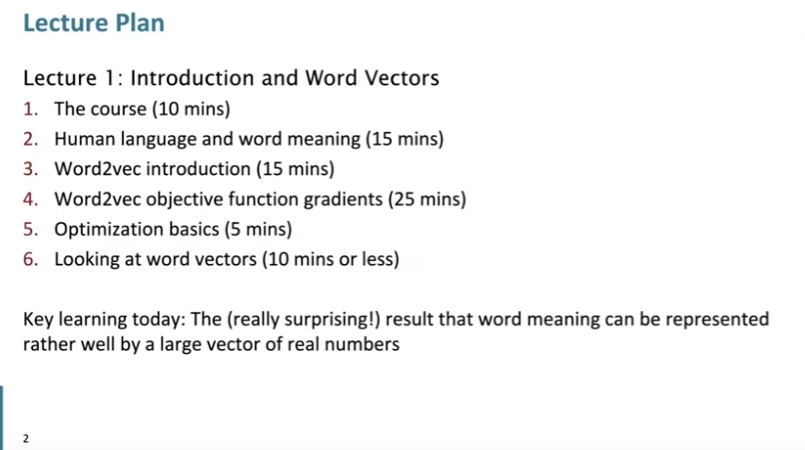 Lecture Plan
Lecture 1: Introduction and Word Vectors
1. The course (10 mins)
2. Human language and word meaning (15 mins)
3. Word2vec introduction (15 mins)
4. Word2vec objective function gradients (25 mins)
5. Optimization basics (5 mins)
6. Looking at word vectors (10 mins or less)
Key learning today: The (really surprising!) result that word meaning can be represented
rather well by a large vector of real numbers
2